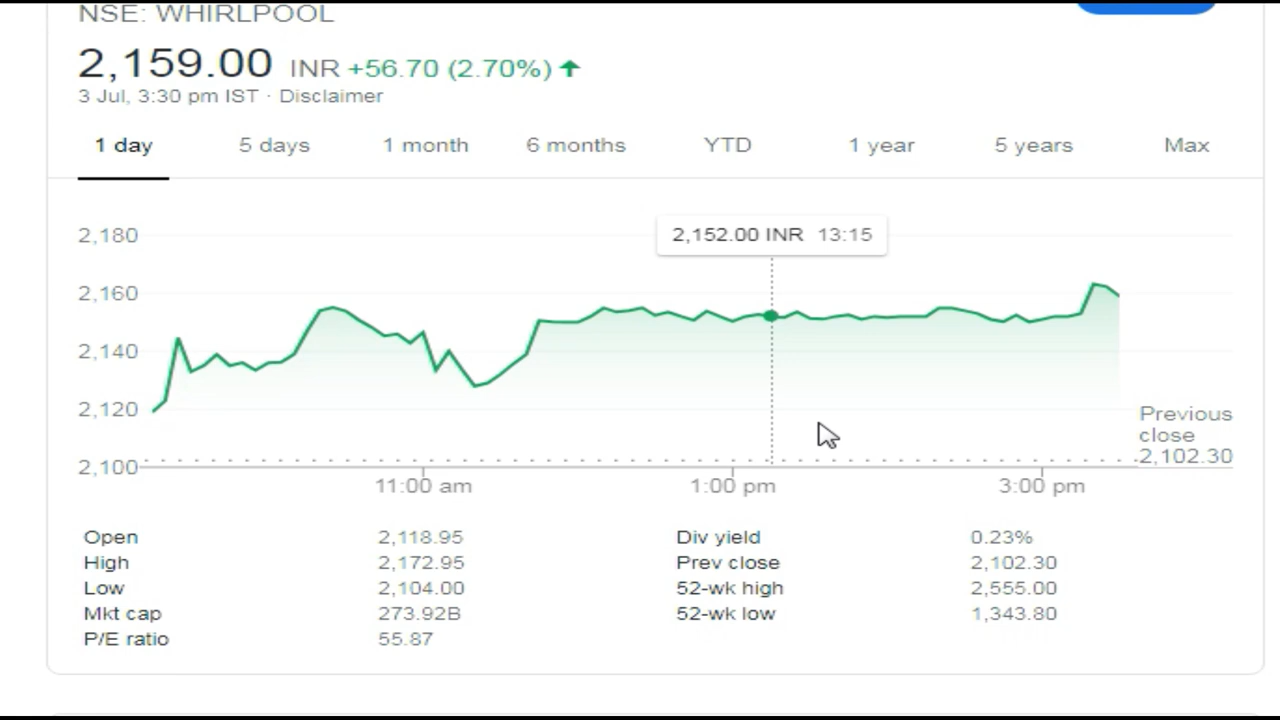 NSE: WHIRLPOOL
2,159.00 INR +56.70 (2.70%)
3 Jul, 3:30 pm IST · Disclaimer
1 day 5 days 1 month 6 months YTD 1 year 5 years Max
2,152.00 INR 13:15
2,180
2,160
2,140
2,120
2,100
Previous
close
2,102.30
11:00 am 1:00 pm 3:00 pm
Open 2,118.95 Div yield 0.23%
High 2,172.95 Prev close 2,102.30
Low 2,104.00 52-wk high 2,555.00
Mkt cap 273.92B 52-wk low 1,343.80
P/E ratio 55.87